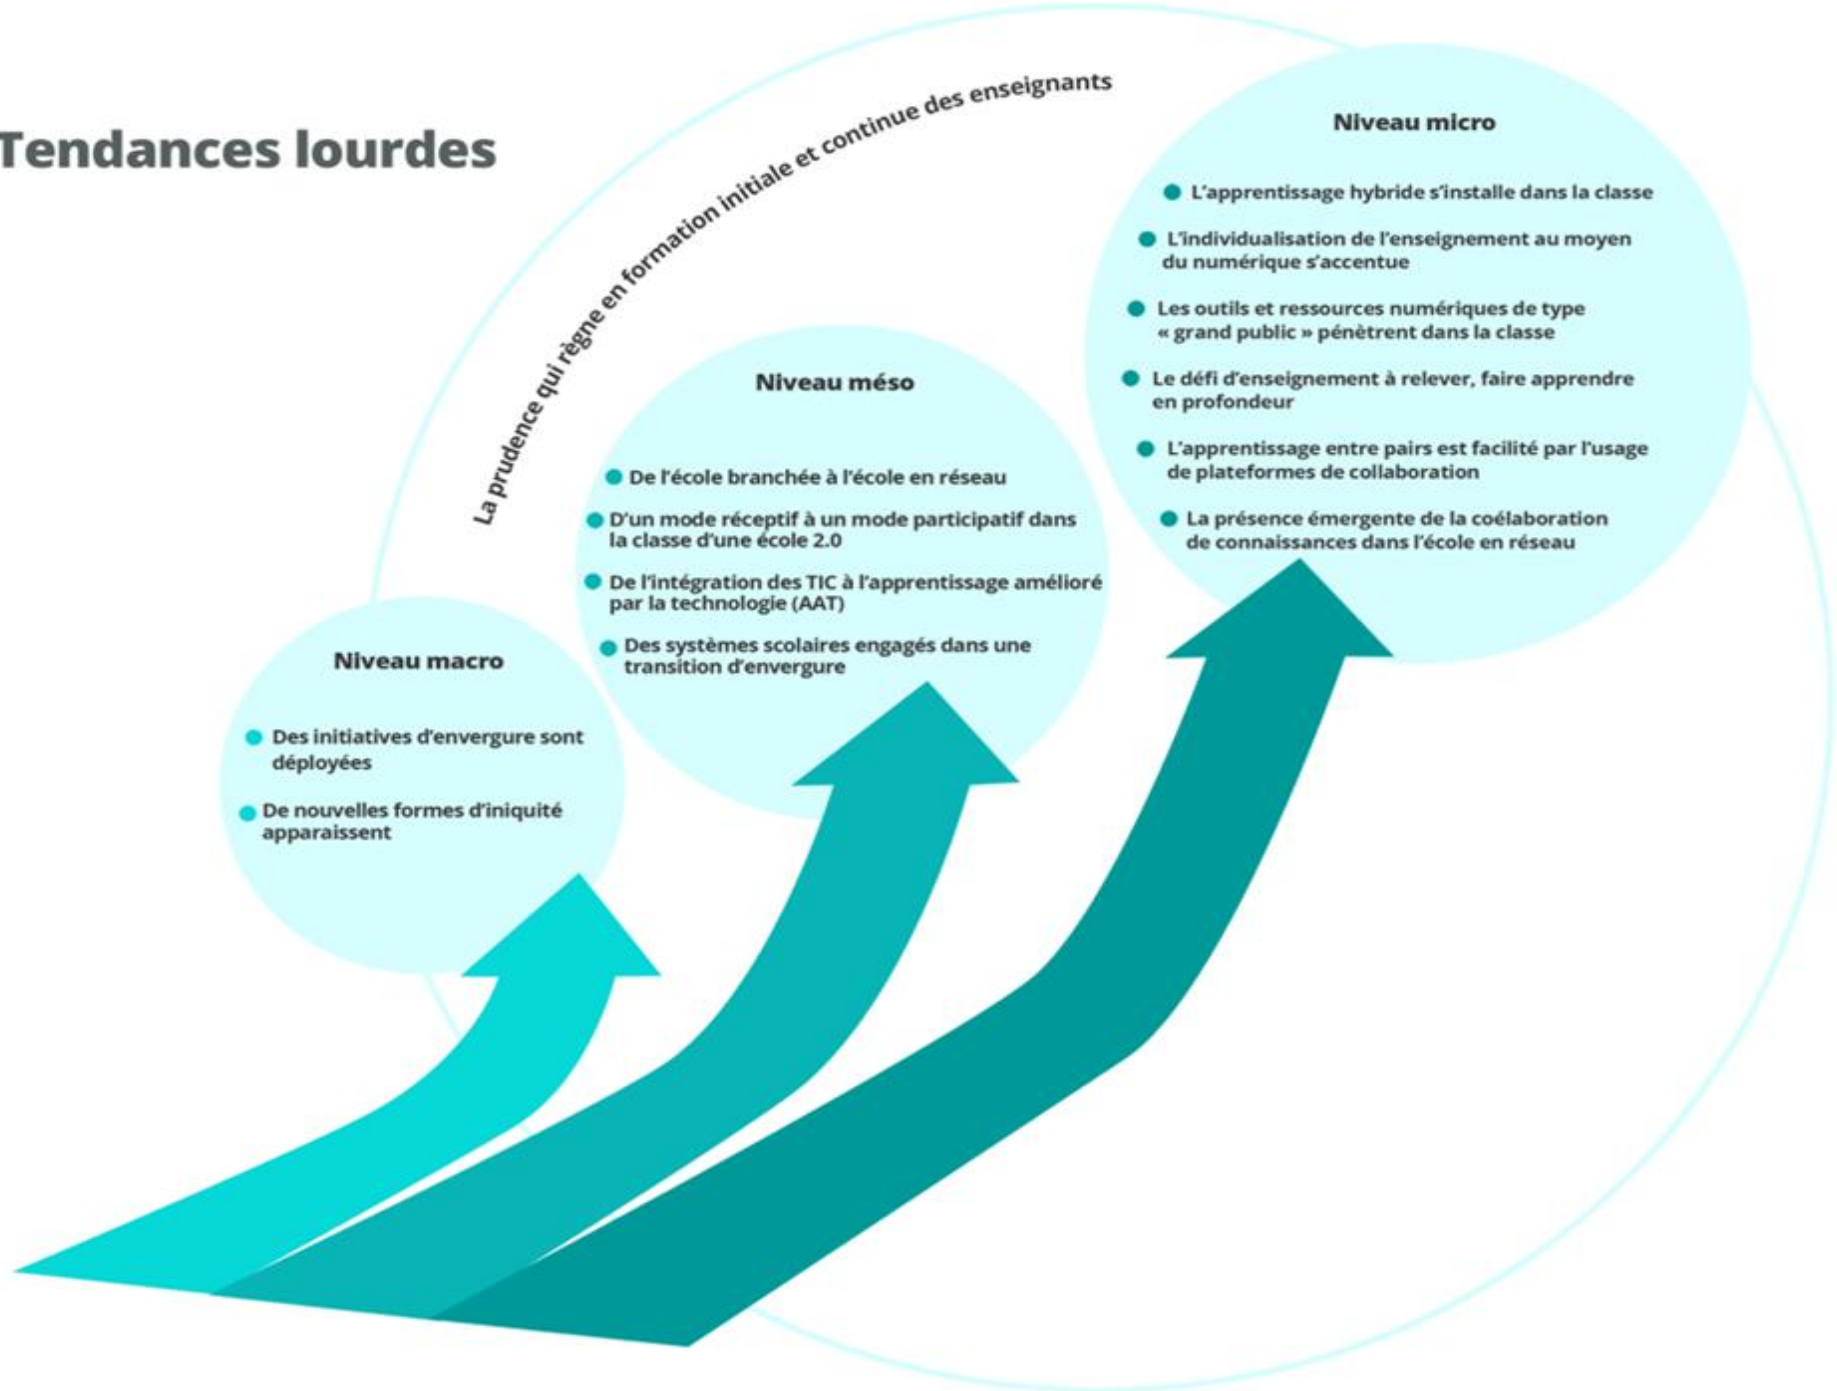 Tendances lourdes
La prudence qui règne en formation initiale et continue des enseignants
Niveau macro
Des initiatives d'envergure sont
déployées
De nouvelles formes d'iniquité
apparaissent
Niveau méso
De l'école branchée à l'école en réseau
D'un mode réceptif à un mode participatif dans
la classe d'une école 2.0
De l'intégration des TIC à l'apprentissage amélioré
par la technologie (AAT)
Des systèmes scolaires engagés dans une
transition d'envergure
Niveau micro
L'apprentissage hybride s'installe dans la classe
L'individualisation de l'enseignement au moyen
du numérique s'accentue
Les outils et ressources numériques de type
« grand public » pénètrent dans la classe
Le défi d'enseignement à relever, faire apprendre
en profondeur
L'apprentissage entre pairs est facilité par l'usage
de plateformes de collaboration
La présence émergente de la coélaboration
de connaissances dans l'école en réseau